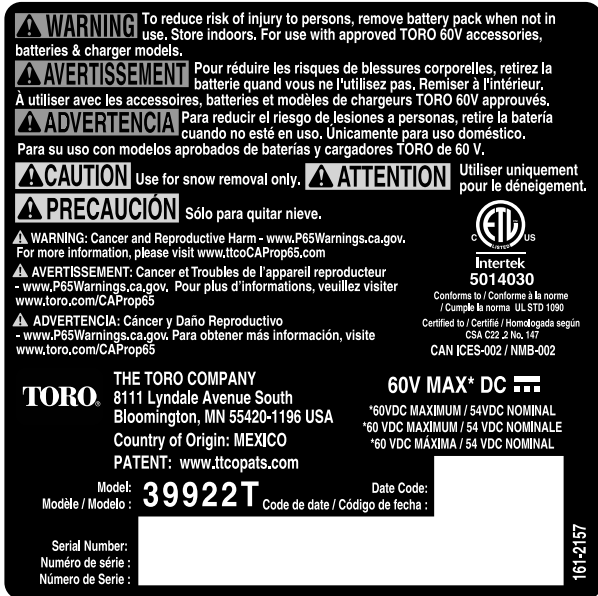 WARNING To reduce risk of injury to persons, remove battery pack when not in
use. Store indoors. For use with approved TORO 60V accessories,
batteries & charger models.
AVERTISSEMENT Pour réduire les risques de blessures corporelles, retirez la
batterie quand vous ne l'utilisez pas. Remiser à l'intérieur.
À utiliser avec les accessoires, batteries et modèles de chargeurs TORO 60V approuvés.
ADVERTENCIA Para reducir el riesgo de lesiones a personas, retire la batería
cuando no esté en uso. Únicamente para uso doméstico.
Para su uso con modelos aprobados de baterías y cargadores TORO de 60 V.
CAUTION Use for snow removal only. ATTENTION Utiliser uniquement
pour le déneigement.
PRECAUCIÓN Sólo para quitar nieve.
WARNING: Cancer and Reproductive Harm - www.P65Warnings.ca.gov.
For more information, please visit www.ttcoCAProp65.com
AVERTISSEMENT: Cancer et Troubles de l'appareil reproducteur
- www.P65Warnings.ca.gov. Pour plus d'informations, veuillez visiter
www.toro.com/CAProp65
ADVERTENCIA: Cáncer y Daño Reproductivo
- www.P65Warnings.ca.gov. Para obtener más información, visite
www.toro.com/CAProp65
C ETL US
LISTED
Intertek
5014030
Conforms to / Conforme à la norme
/ Cumple la norma UL STD 1090
Certified to / Certifié / Homologada según
CSA C22 .2 No. 147
CAN ICES-002 / NMB-002
TORO®
THE TORO COMPANY
8111 Lyndale Avenue South
Bloomington, MN 55420-1196 USA
Country of Origin: MEXICO
PATENT: www.ttcopats.com
60V MAX* DC
*60VDC MAXIMUM / 54VDC NOMINAL
*60 VDC MAXIMUM / 54 VDC NOMINALE
*60 VDC MÁXIMA / 54 VDC NOMINAL
Model:
Modèle / Modelo :
39922T
Date Code:
Code de date / Código de fecha :
Serial Number:
Numéro de série :
Número de Serie :
161-2157